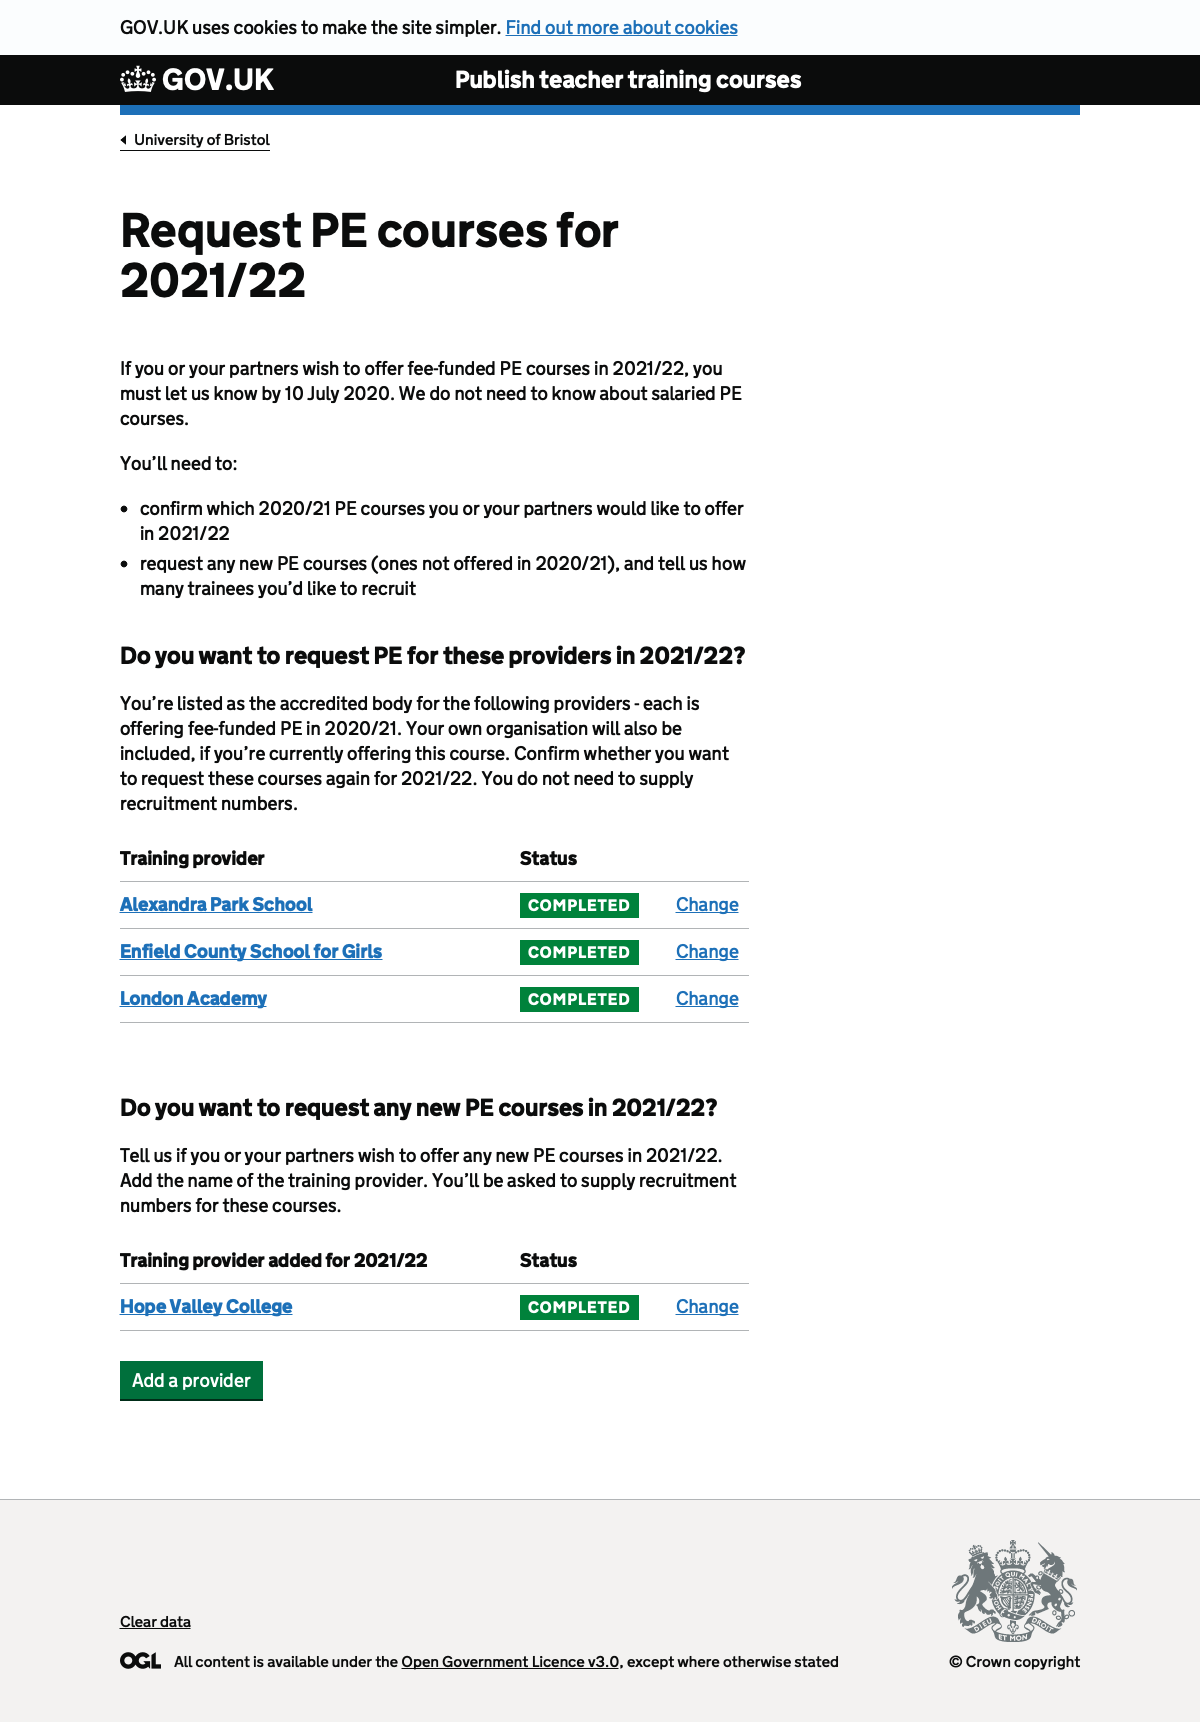 GOV.UK uses cookies to make the site simpler. Find out more about cookies
GOV.UK Publish teacher training courses
University of Bristol
Request PE courses for
2021/22
If you or your partners wish to offer fee-funded PE courses in 2021/22, you
must let us know by 10 July 2020. We do not need to know about salaried PE
courses.
You’ll need to:
• confirm which 2020/21 PE courses you or your partners would like to offer
in 2021/22
• request any new PE courses (ones not offered in 2020/21), and tell us how
many trainees you’d like to recruit
Do you want to request PE for these providers in 2021/22?
You’re listed as the accredited body for the following providers - each is
offering fee-funded PE in 2020/21. Your own organisation will also be
included, if you’re currently offering this course. Confirm whether you want
to request these courses again for 2021/22. You do not need to supply
recruitment numbers.
Training provider Status
Alexandra Park School COMPLETED Change
Enfield County School for Girls COMPLETED Change
London Academy COMPLETED Change
Do you want to request any new PE courses in 2021/22?
Tell us if you or your partners wish to offer any new PE courses in 2021/22.
Add the name of the training provider. You’ll be asked to supply recruitment
numbers for these courses.
Training provider added for 2021/22 Status
Hope Valley College COMPLETED Change
Add a provider
DIEU ET MON DROIT
Clear data
OGL All content is available under the Open Government Licence v3.0, except where otherwise stated
© Crown copyright